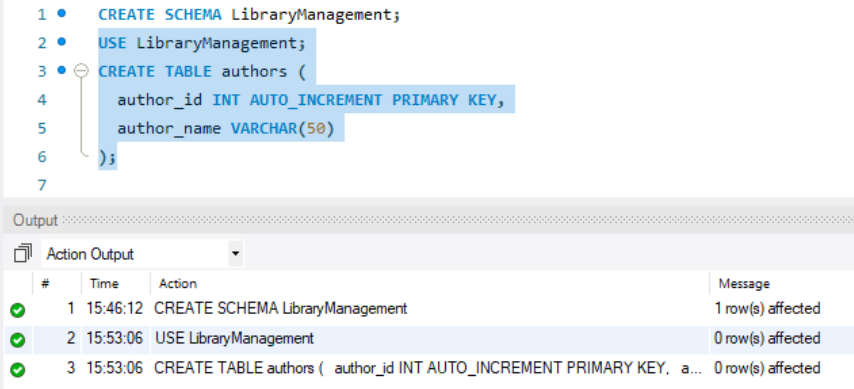 1 CREATE SCHEMA LibraryManagement;
2 USE LibraryManagement;
3 CREATE TABLE authors (
4 author_id INT AUTO_INCREMENT PRIMARY KEY,
5 author_name VARCHAR(50)
6 );
7
Output
Action Output
# Time Action Message
1 15:46:12 CREATE SCHEMA LibraryManagement 1 row(s) affected
2 15:53:06 USE LibraryManagement 0 row(s) affected
3 15:53:06 CREATE TABLE authors ( author_id INT AUTO_INCREMENT PRIMARY KEY, a... 0 row(s) affected